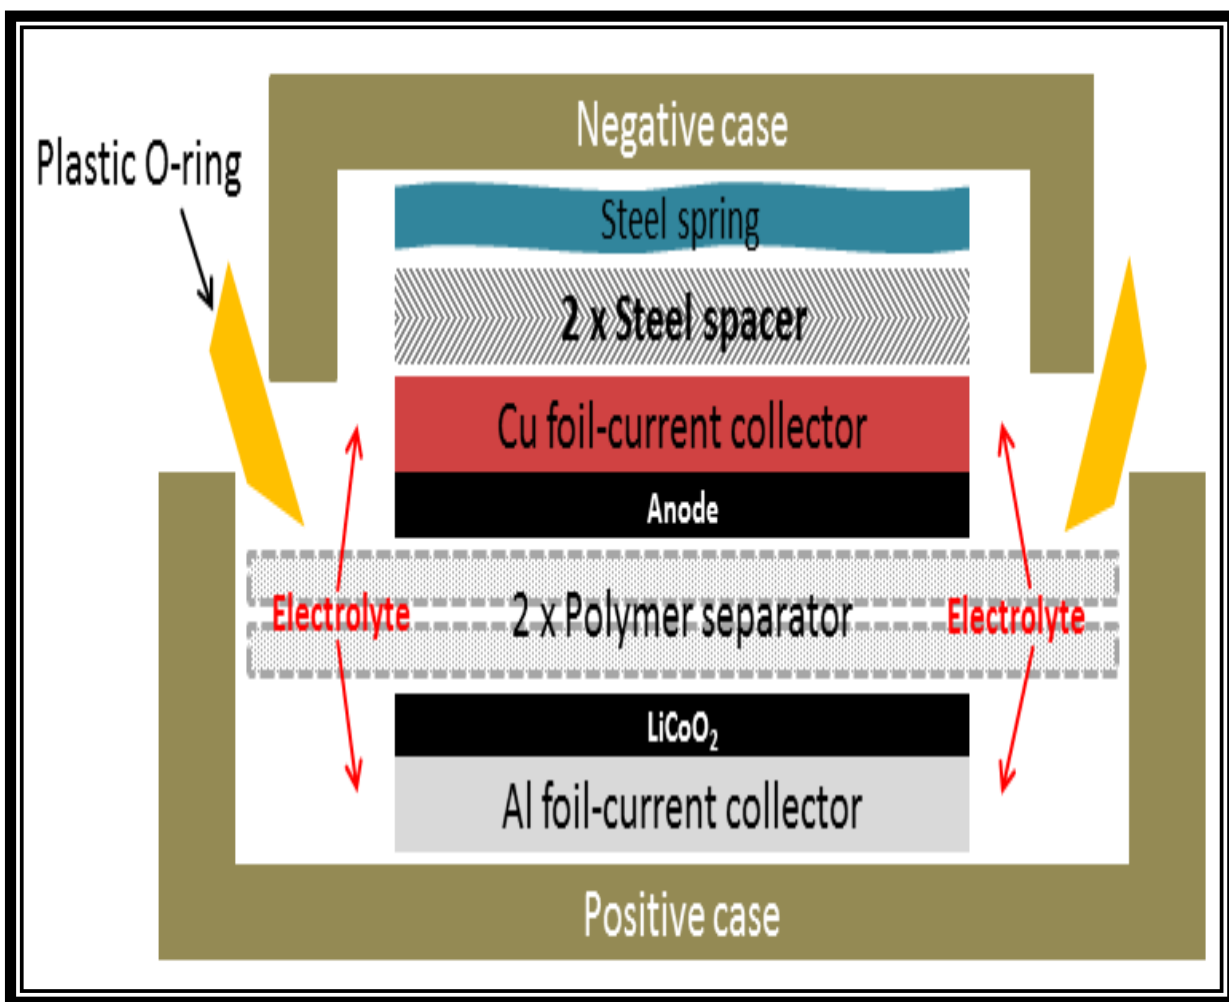 Negative case
Plastic O-ring
Steel spring
2 x Steel spacer
Cu foil-current collector
Anode
Electrolyte
2 x Polymer separator
Electrolyte
LiCoO₂
Al foil-current collector
Positive case